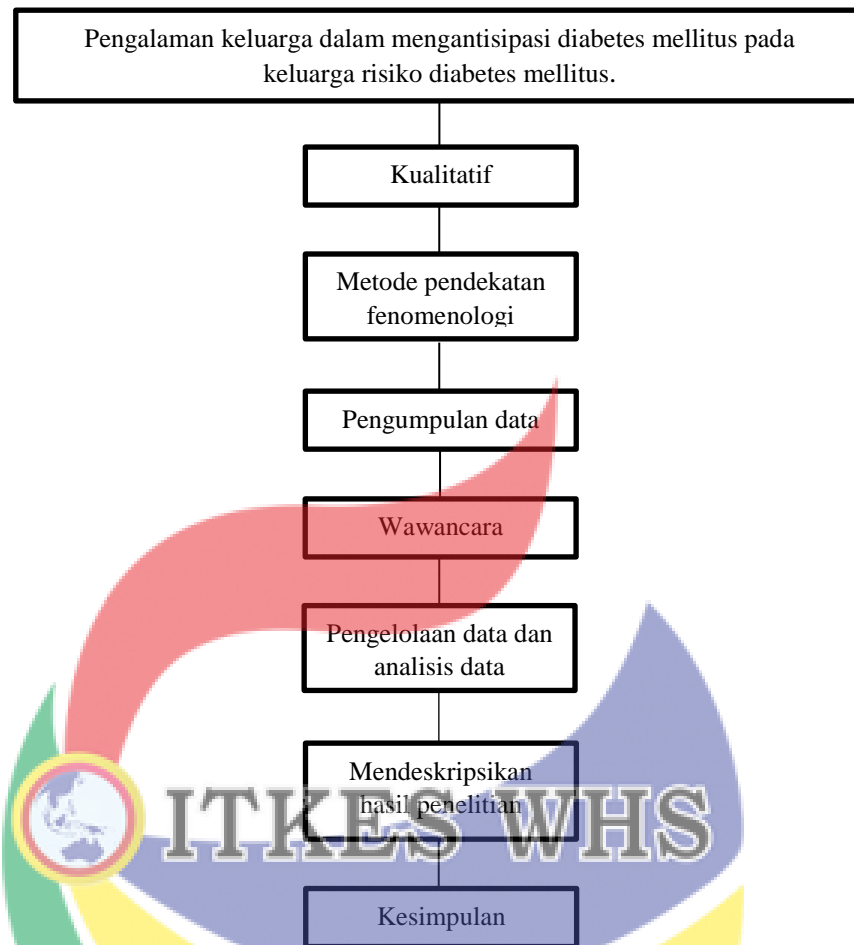 Pengalaman keluarga dalam mengantisipasi diabetes mellitus pada
keluarga risiko diabetes mellitus.
Kualitatif
Metode pendekatan
fenomenologi
Pengumpulan data
Wawancara
Pengelolaan data dan
analisis data
Mendeskripsikan
hasil penelitian
ITKES WHS
Kesimpulan